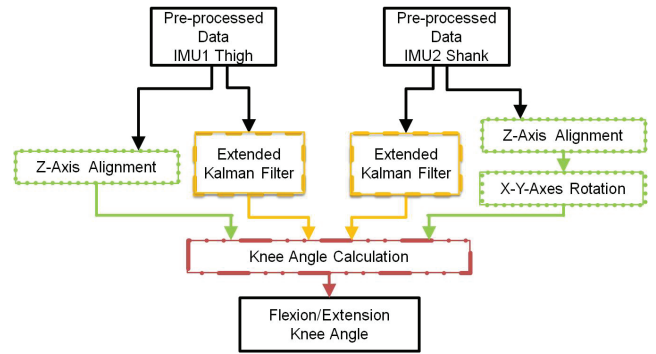 Pre-processed
Data
IMU1 Thigh
Pre-processed
Data
IMU2 Shank
Z-Axis Alignment
Extended
Kalman Filter
Extended
Kalman Filter
Z-Axis Alignment
X-Y-Axes Rotation
Knee Angle Calculation
Flexion/Extension
Knee Angle